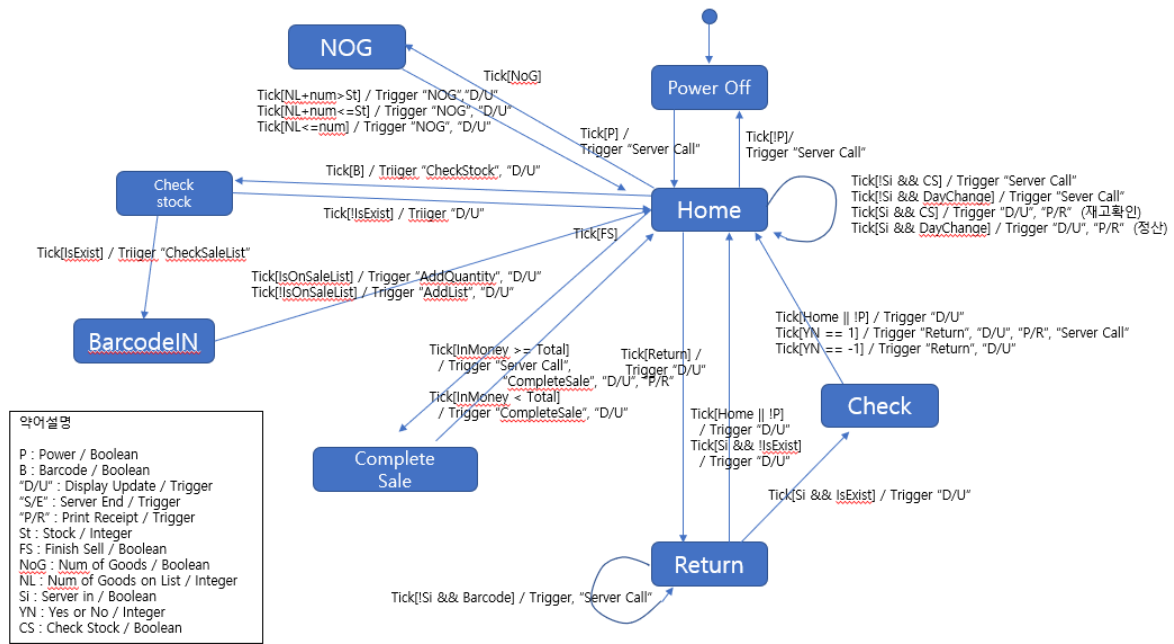 NOG
Power Off
Tick[NoG]
Tick[NL+num>St] / Trigger “NOG”,“D/U”
Tick[NL+num<=St] / Trigger “NOG”, “D/U”
Tick[NL<=num] / Trigger “NOG”, “D/U”
Tick[P] /
Trigger “Server Call”
Tick[!P]/
Trigger “Server Call”
Tick[B] / Triiger “CheckStock”, “D/U”
Check
stock
Tick[!IsExist] / Triiger “D/U”
Home
Tick[!Si && CS] / Trigger “Server Call”
Tick[!Si && DayChange] / Trigger “Sever Call”
Tick[Si && CS] / Trigger “D/U”, “P/R” (재고확인)
Tick[Si && DayChange] / Trigger “D/U”, “P/R” (정산)
Tick[FS]
Tick[IsExist] / Triiger “CheckSaleList”
Tick[IsOnSaleList] / Trigger “AddQuantity”, “D/U”
Tick[!IsOnSaleList] / Trigger “AddList”, “D/U”
BarcodeIN
Tick[Home || !P] / Trigger “D/U”
Tick[YN == 1] / Trigger “Return”, “D/U”, “P/R”, “Server Call”
Tick[YN == -1] / Trigger “Return”, “D/U”
Tick[InMoney >= Total]
/ Trigger “Server Call”,
“CompleteSale”, “D/U”, “P/R”
Tick[InMoney < Total]
/ Trigger “CompleteSale”, “D/U”
Tick[Return] /
Trigger “D/U”
Check
Tick[Home || !P]
/ Trigger “D/U”
Tick[Si && !IsExist]
/ Trigger “D/U”
Complete
Sale
Tick[Si && IsExist] / Trigger “D/U”
Return
Tick[!Si && Barcode] / Trigger, “Server Call”
약어설명
P : Power / Boolean
B : Barcode / Boolean
“D/U” : Display Update / Trigger
“S/E” : Server End / Trigger
“P/R” : Print Receipt / Trigger
St : Stock / Integer
FS : Finish Sell / Boolean
NoG : Num of Goods / Boolean
NL : Num of Goods on List / Integer
Si : Server in / Boolean
YN : Yes or No / Integer
CS : Check Stock / Boolean